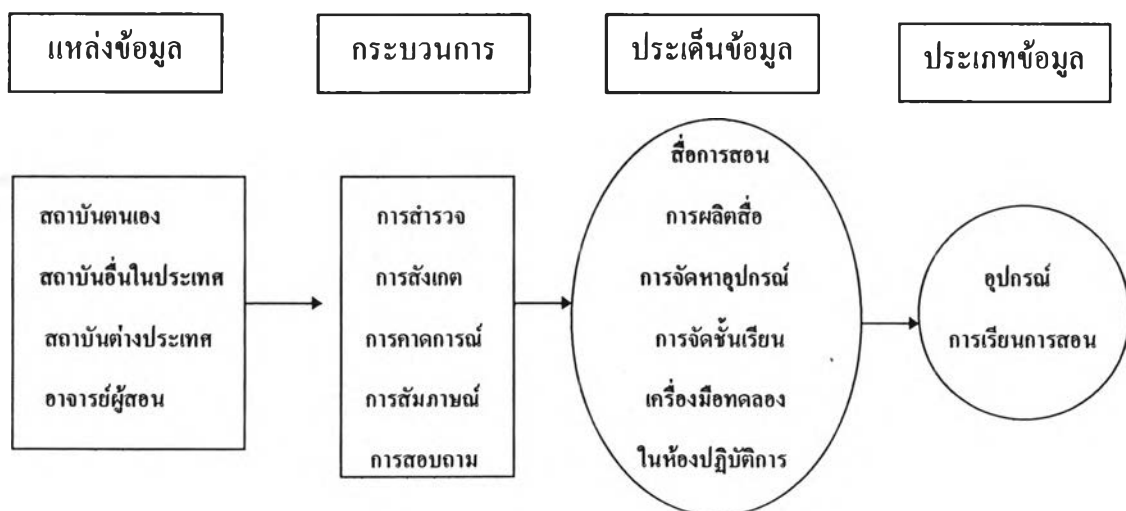 แหล่งข้อมูล
กระบวนการ
ประเด็นข้อมูล
ประเภทข้อมูล
สถาบันตนเอง
สถาบันอื่นในประเทศ
สถาบันต่างประเทศ
อาจารย์ผู้สอน
การสำรวจ
การสังเกต
การคาดการณ์
การสัมภาษณ์
การสอบถาม
สื่อการสอน
การผลิตสื่อ
การจัดหาอุปกรณ์
การจัดชั้นเรียน
เครื่องมือทดลอง
ในห้องปฏิบัติการ
อุปกรณ์
การเรียนการสอน